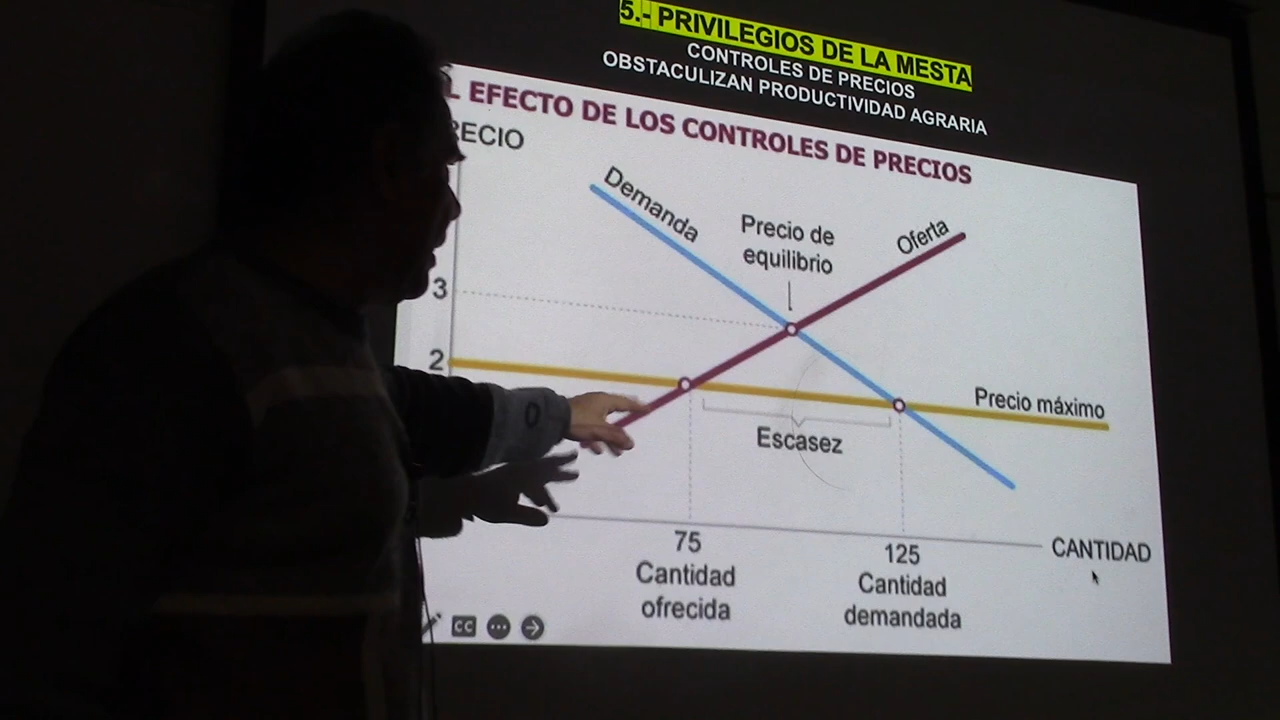 5.- PRIVILEGIOS DE LA MESTA
CONTROLES DE PRECIOS
OBSTACULIZAN PRODUCTIVIDAD AGRARIA
L EFECTO DE LOS CONTROLES DE PRECIOS
RECIO
Demanda
Precio de
equilibrio
Oferta
3
2
Precio máximo
Escasez
75
Cantidad
ofrecida
125
Cantidad
demandada
CANTIDAD
CC